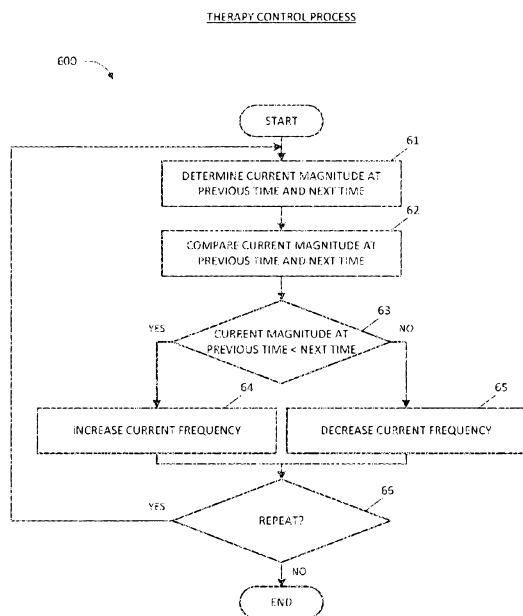 THERAPY CONTROL PROCESS
600
START
61
DETERMINE CURRENT MAGNITUDE AT
PREVIOUS TIME AND NEXT TIME
62
COMPARE CURRENT MAGNITUDE AT
PREVIOUS TIME AND NEXT TIME
63
YES
CURRENT MAGNITUDE AT
PREVIOUS TIME < NEXT TIME
NO
64
65
INCREASE CURRENT FREQUENCY
DECREASE CURRENT FREQUENCY
66
YES
REPEAT?
NO
END